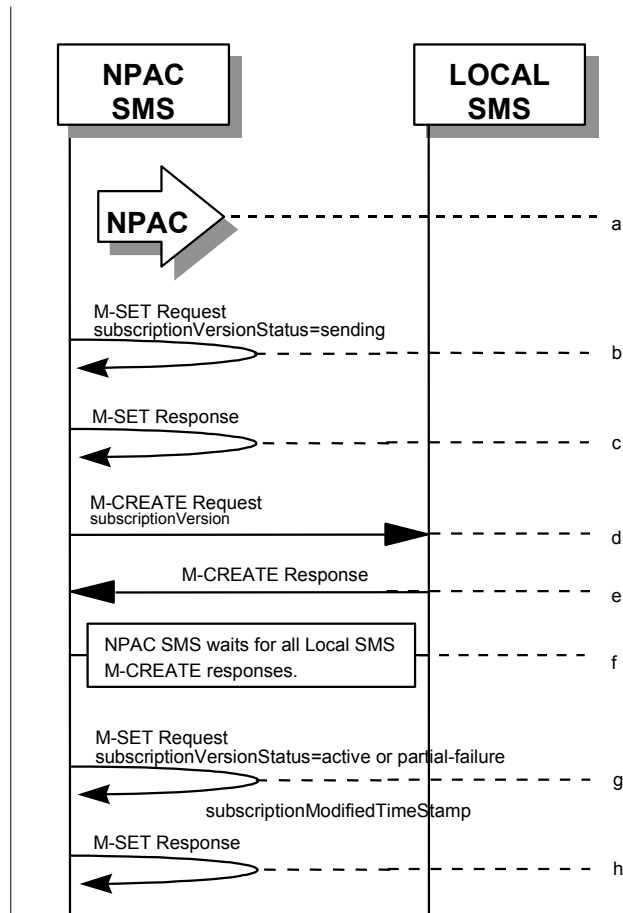 NPAC
SMS
LOCAL
SMS
NPAC
a
M-SET Request
subscriptionVersionStatus=sending
b
M-SET Response
c
M-CREATE Request
subscriptionVersion
d
M-CREATE Response
e
NPAC SMS waits for all Local SMS
M-CREATE responses.
f
M-SET Request
subscriptionVersionStatus=active or partial-failure
g
subscriptionModifiedTimeStamp
M-SET Response
h